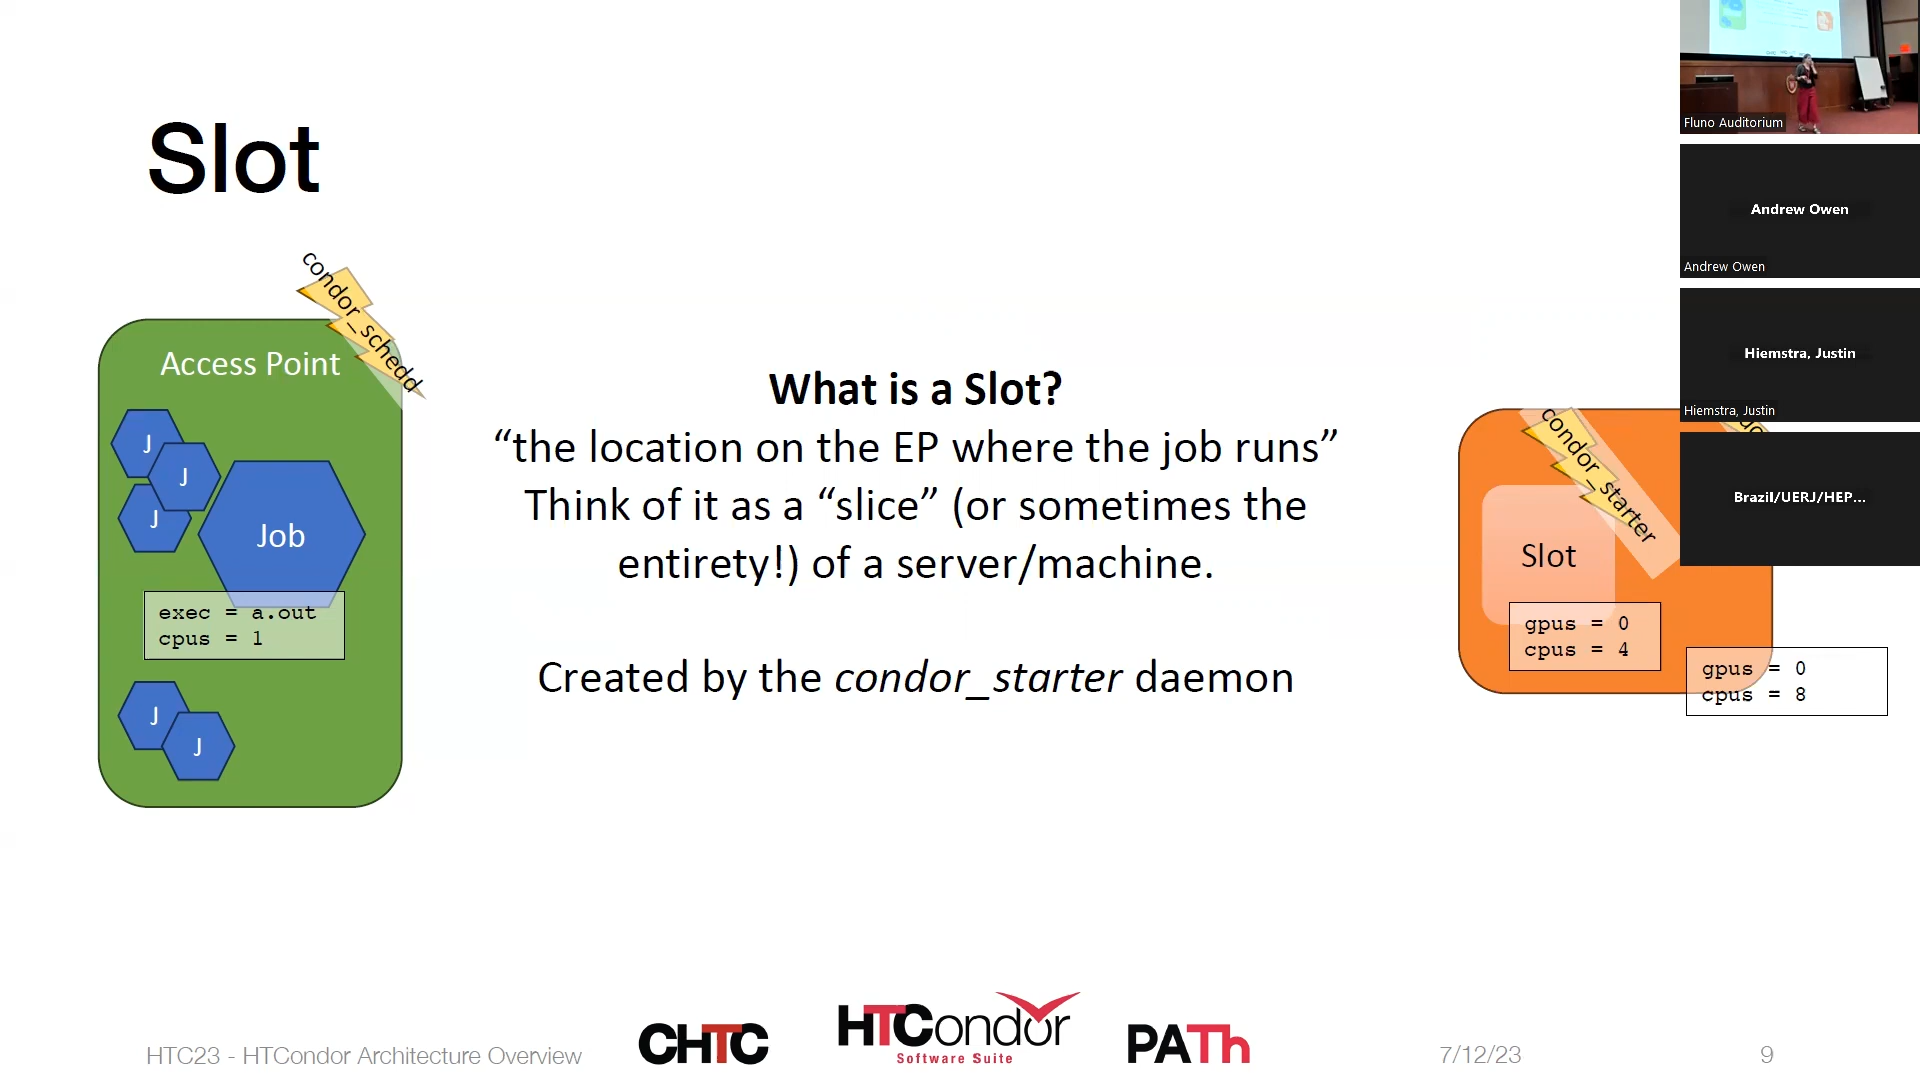 Slot
condor_schedd
Access Point
J
J
J
Job
exec = a.out
cpus = 1
J
J
What is a Slot?
“the location on the EP where the job runs”
Think of it as a “slice” (or sometimes the
entirety!) of a server/machine.
Created by the condor_starter daemon
condor_starter
Slot
gpus = 0
cpus = 4
gpus = 0
cpus = 8
Fluno Auditorium
Andrew Owen
Andrew Owen
Hiemstra, Justin
Hiemstra, Justin
Brazil/UERJ/HEP...
HTC23 - HTCondor Architecture Overview
CHTC
HTCondor
Software Suite
PATh
7/12/23
9